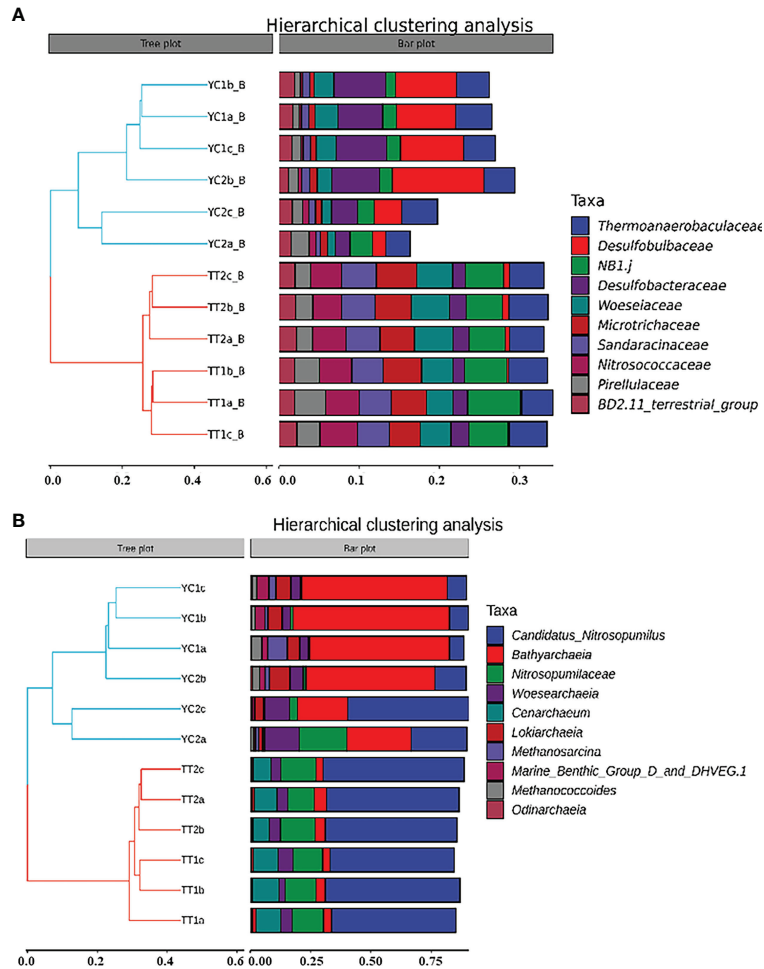 A
Hierarchical clustering analysis
Tree plot
Bar plot
YC1b_B
YC1a_B
YC1c_B
YC2b_B
YC2c_B
YC2a_B
TT2c_B
TT2b_B
TT2a_B
TT1b_B
TT1a_B
TT1c_B
0.0 0.2 0.4 0.6
0.0 0.1 0.2 0.3
Taxa
Thermoanaerobaculaceae
Desulfobulbaceae
NB1.j
Desulfobacteraceae
Woeseiaceae
Microtrichaceae
Sandaracinaceae
Nitrosococcaceae
Pirellulaceae
BD2.11_terrestrial_group
B
Hierarchical clustering analysis
Tree plot
Bar plot
YC1c
YC1b
YC1a
YC2b
YC2c
YC2a
TT2c
TT2a
TT2b
TT1c
TT1b
TT1a
0.0 0.2 0.4 0.6
0.00 0.25 0.50 0.75
Taxa
Candidatus_Nitrosopumilus
Bathyarchaeia
Nitrosopumilaceae
Woesearchaeia
Cenarchaeum
Lokiarchaeia
Methanosarcina
Marine_Benthic_Group_D_and_DHVEG.1
Methanococcoides
Odinarchaeia